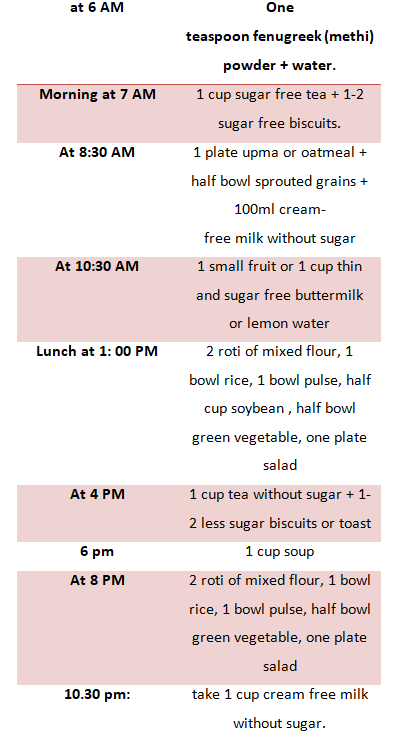 at 6 AM One
teaspoon fenugreek (methi)
powder + water.
Morning at 7 AM 1 cup sugar free tea + 1-2
sugar free biscuits.
At 8:30 AM 1 plate upma or oatmeal +
half bowl sprouted grains +
100ml cream-
free milk without sugar
At 10:30 AM 1 small fruit or 1 cup thin
and sugar free buttermilk
or lemon water
Lunch at 1: 00 PM 2 roti of mixed flour, 1
bowl rice, 1 bowl pulse, half
cup soybean , half bowl
green vegetable, one plate
salad
At 4 PM 1 cup tea without sugar + 1-
2 less sugar biscuits or toast
6 pm 1 cup soup
At 8 PM 2 roti of mixed flour, 1 bowl
rice, 1 bowl pulse, half bowl
green vegetable, one plate
salad
10.30 pm: take 1 cup cream free milk
without sugar.